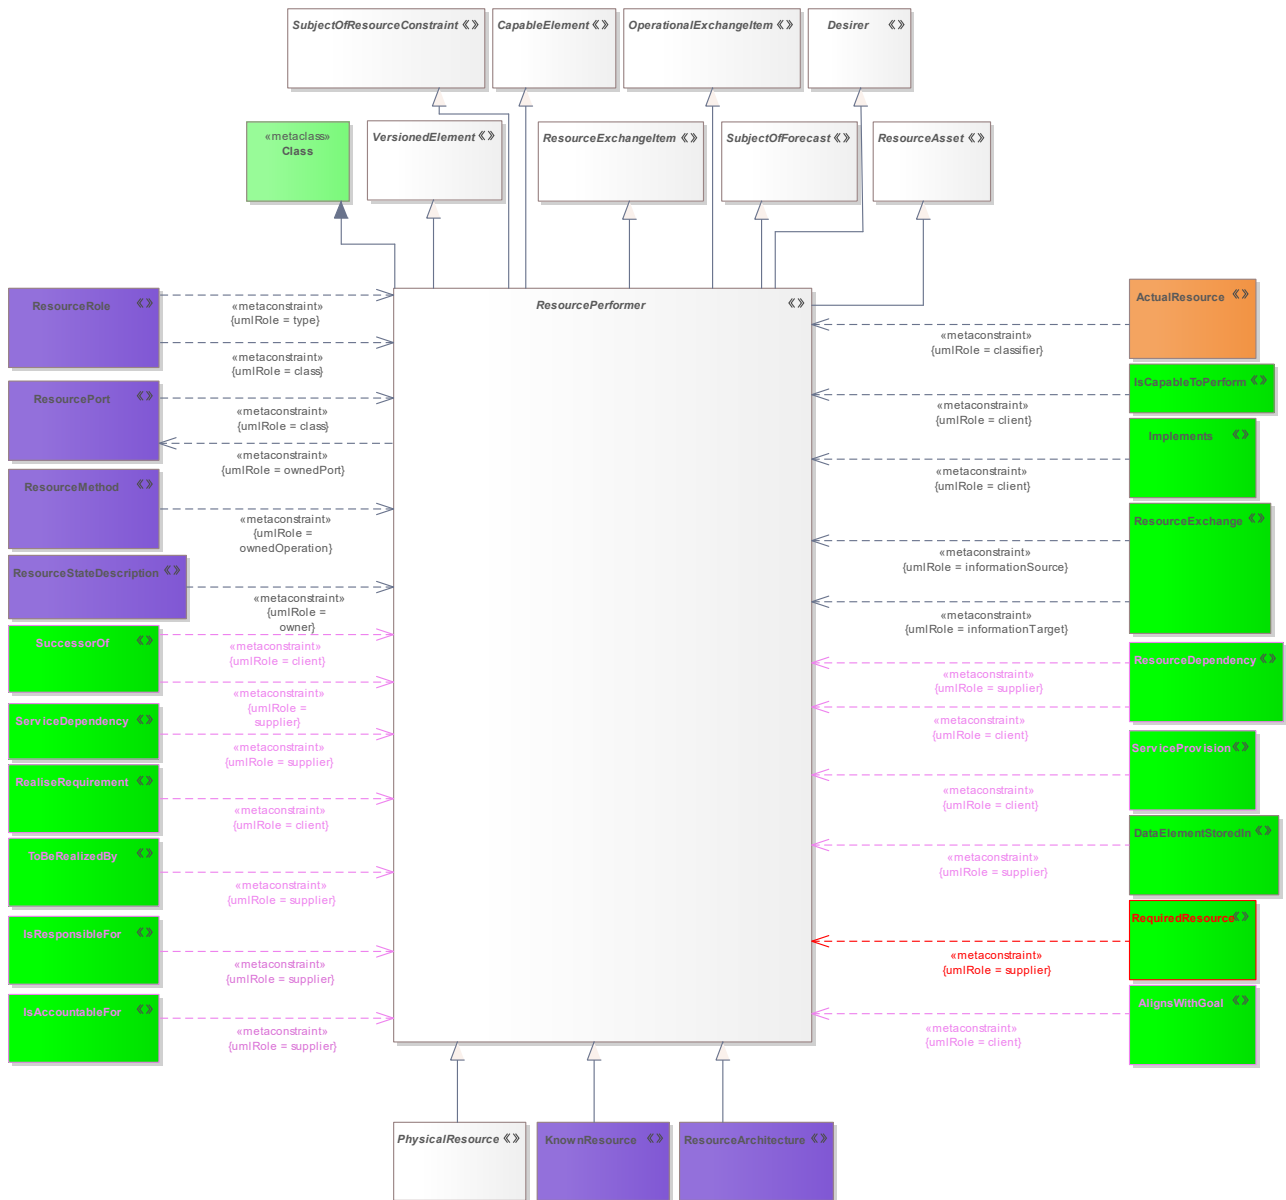 SubjectOfResourceConstraint «»
CapableElement «»
OperationalExchangeItem «»
Desirer «»
«metaclass»
Class
VersionedElement «»
ResourceExchangeItem «»
SubjectOfForecast «»
ResourceAsset «»
ResourcePerformer «»
ResourceRole «»
«metaconstraint»
{umlRole = type}
«metaconstraint»
{umlRole = class}
ResourcePort «»
«metaconstraint»
{umlRole = class}
«metaconstraint»
{umlRole = ownedPort}
ResourceMethod «»
«metaconstraint»
{umlRole =
ownedOperation}
ResourceStateDescription «»
«metaconstraint»
{umlRole =
owner}
SuccessorOf «»
«metaconstraint»
{umlRole = client}
«metaconstraint»
{umlRole =
supplier}
ServiceDependency «»
«metaconstraint»
{umlRole = supplier}
RealiseRequirement «»
«metaconstraint»
{umlRole = client}
ToBeRealizedBy «»
«metaconstraint»
{umlRole = supplier}
IsResponsibleFor «»
«metaconstraint»
{umlRole = supplier}
IsAccountableFor «»
«metaconstraint»
{umlRole = supplier}
ActualResource «»
«metaconstraint»
{umlRole = classifier}
IsCapableToPerform «»
«metaconstraint»
{umlRole = client}
Implements «»
«metaconstraint»
{umlRole = client}
ResourceExchange «»
«metaconstraint»
{umlRole = informationSource}
«metaconstraint»
{umlRole = informationTarget}
ResourceDependency «»
«metaconstraint»
{umlRole = supplier}
«metaconstraint»
{umlRole = client}
ServiceProvision «»
«metaconstraint»
{umlRole = client}
DataElementStoredIn «»
«metaconstraint»
{umlRole = supplier}
RequiredResource «»
«metaconstraint»
{umlRole = supplier}
AlignsWithGoal «»
«metaconstraint»
{umlRole = client}
PhysicalResource «»
KnownResource «»
ResourceArchitecture «»